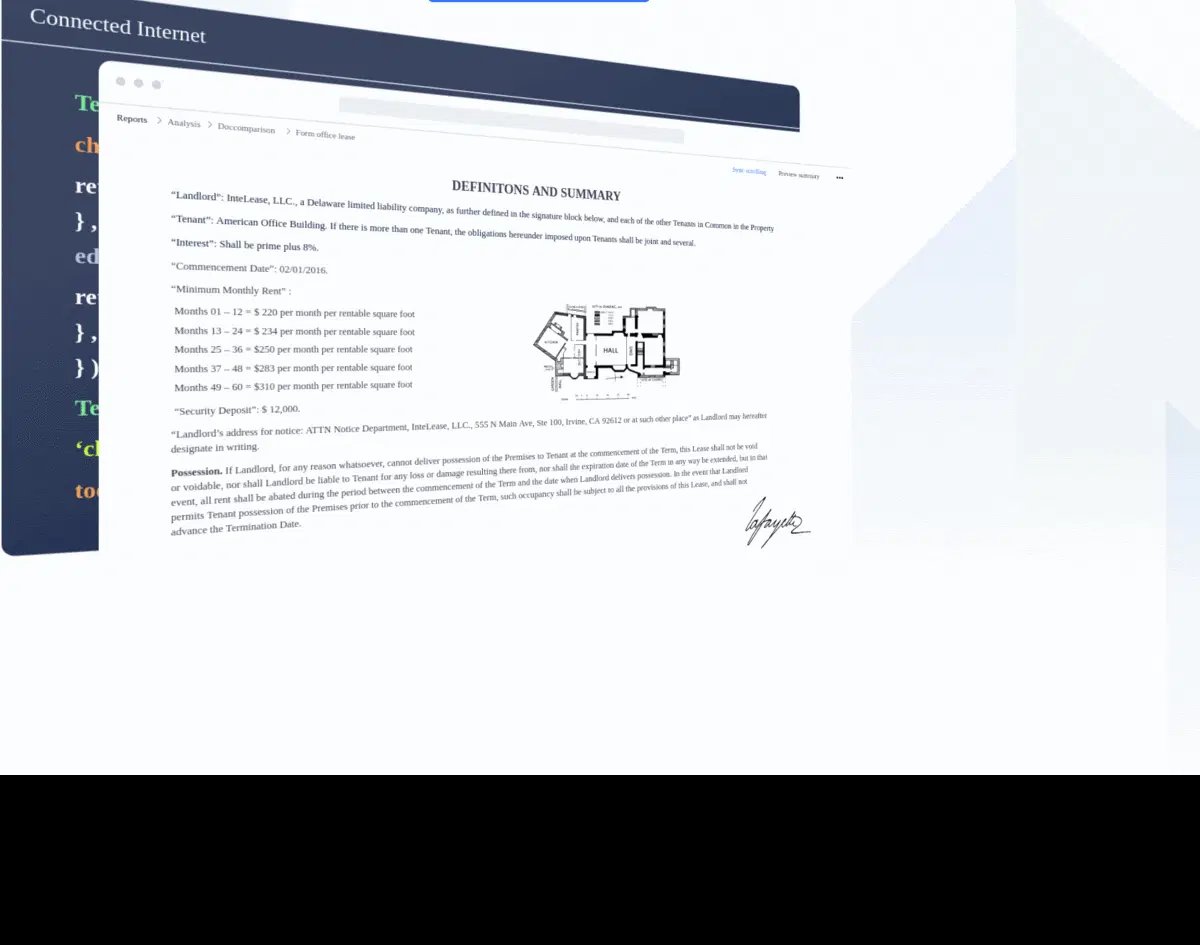 Connected Internet
Te
ch
re
} ,
ed
re
} ,
} )
Te
‘cl
too
Reports > Analysis > Doccomparison > Form office lease
Sync scrolling Preview summary •••
DEFINITONS AND SUMMARY
“Landlord”: InteLease, LLC., a Delaware limited liability company, as further defined in the signature block below, and each of the other Tenants in Common in the Property
“Tenant”: American Office Building. If there is more than one Tenant, the obligations hereunder imposed upon Tenants shall be joint and several.
“Interest”: Shall be prime plus 8%.
“Commencement Date”: 02/01/2016.
“Minimum Monthly Rent” :
Months 01 – 12 = $ 220 per month per rentable square foot
Months 13 – 24 = $ 234 per month per rentable square foot
Months 25 – 36 = $250 per month per rentable square foot
Months 37 – 48 = $283 per month per rentable square foot
Months 49 – 60 = $310 per month per rentable square foot
HALL
“Security Deposit”: $ 12,000.
“Landlord’s address for notice: ATTN Notice Department, InteLease, LLC., 555 N Main Ave, Ste 100, Irvine, CA 92612 or at such other place” as Landlord may hereafter
designate in writing.
Possession. If Landlord, for any reason whatsoever, cannot deliver possession of the Premises to Tenant at the commencement of the Term, this Lease shall not be void
or voidable, nor shall Landlord be liable to Tenant for any loss or damage resulting there from, nor shall the expiration date of the Term in any way be extended, but in that
event, all rent shall be abated during the period between the commencement of the Term and the date when Landlord delivers possession. In the event that Landlord
permits Tenant possession of the Premises prior to the commencement of the Term, such occupancy shall be subject to all the provisions of this Lease, and shall not
advance the Termination Date.